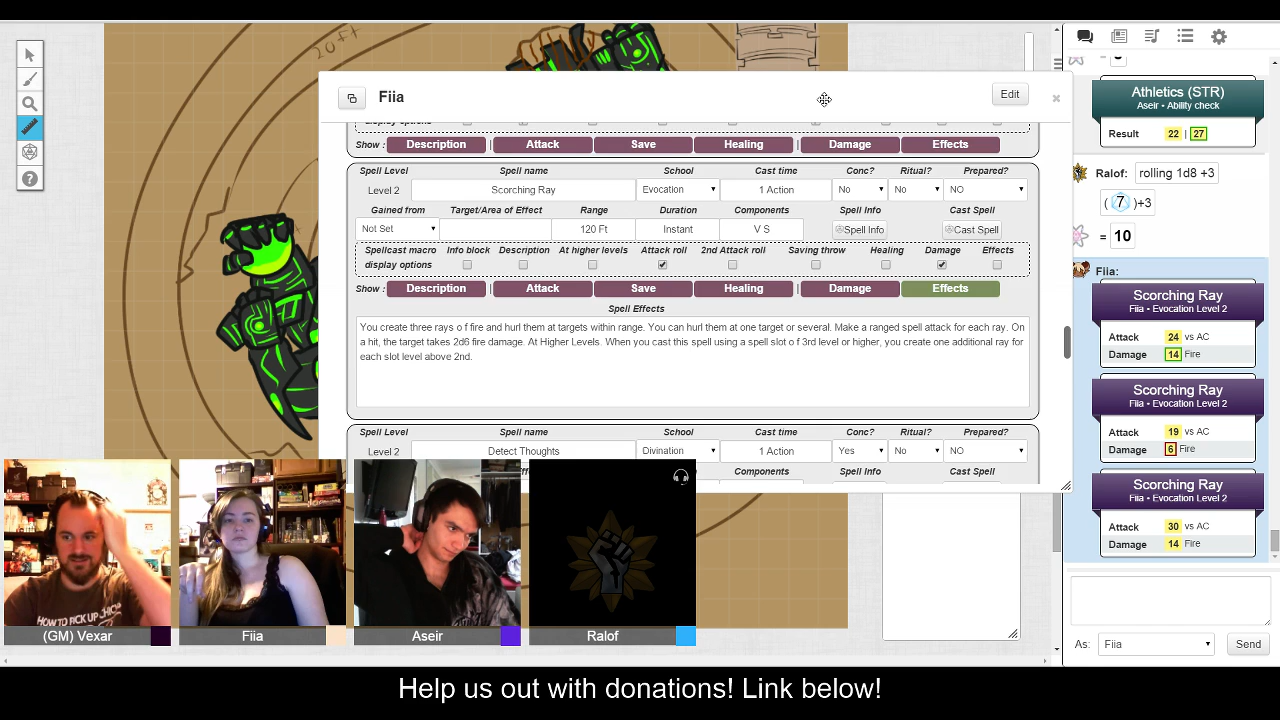 20ft
Fiia
Edit
×
display options
Show : Description | Attack Save Healing | Damage Effects
Spell Level Spell name School Cast time Conc? Ritual? Prepared?
Level 2 Scorching Ray Evocation 1 Action No No NO
Gained from Target/Area of Effect Range Duration Components Spell Info Cast Spell
Not Set 120 Ft Instant V S Spell Info Cast Spell
Spellcast macro Info block Description At higher levels Attack roll 2nd Attack roll Saving throw Healing Damage Effects
display options
Show : Description | Attack Save Healing | Damage Effects
Spell Effects
You create three rays o f fire and hurl them at targets within range. You can hurl them at one target or several. Make a ranged spell attack for each ray. On
a hit, the target takes 2d6 fire damage. At Higher Levels. When you cast this spell using a spell slot o f 3rd level or higher, you create one additional ray for
each slot level above 2nd.
Spell Level Spell name School Cast time Conc? Ritual? Prepared?
Level 2 Detect Thoughts Divination 1 Action Yes No NO
Components Spell Info Cast Spell
Athletics (STR)
Aseir • Ability check
Result 22 | 27
Ralof: rolling 1d8 +3
(7)+3
= 10
Fiia:
Scorching Ray
Fiia • Evocation Level 2
Attack 24 vs AC
Damage 14 Fire
Scorching Ray
Fiia • Evocation Level 2
Attack 19 vs AC
Damage 6 Fire
Scorching Ray
Fiia • Evocation Level 2
Attack 30 vs AC
Damage 14 Fire
As: Fiia Send
HOW TO PICK UP CHICKS
(GM) Vexar
Fiia
Aseir
Ralof
Help us out with donations! Link below!